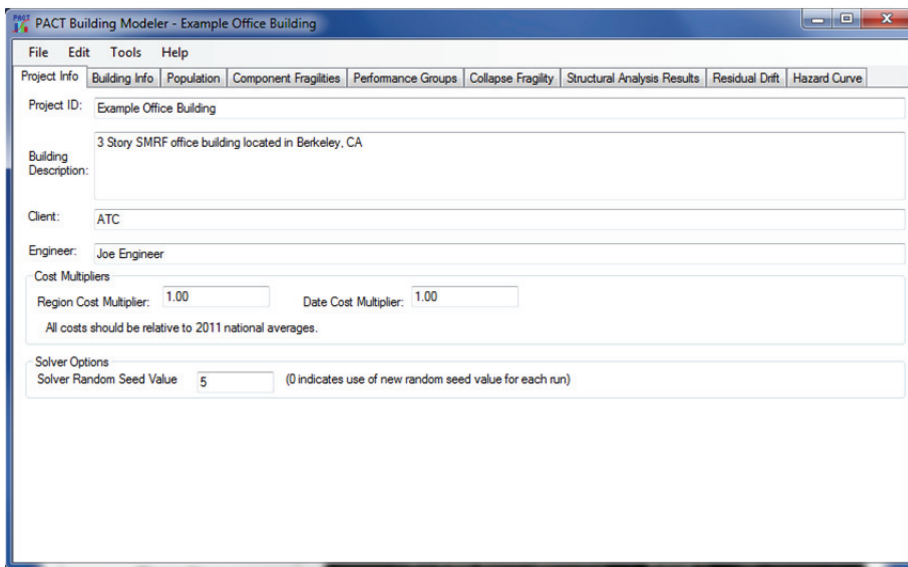 PACT PACT Building Modeler - Example Office Building
File Edit Tools Help
Project Info Building Info Population Component Fragilities Performance Groups Collapse Fragility Structural Analysis Results Residual Drift Hazard Curve
Project ID: Example Office Building
Building Description: 3 Story SMRF office building located in Berkeley, CA
Client: ATC
Engineer: Joe Engineer
Cost Multipliers
Region Cost Multiplier: 1.00 Date Cost Multiplier: 1.00
All costs should be relative to 2011 national averages.
Solver Options
Solver Random Seed Value 5 (0 indicates use of new random seed value for each run)